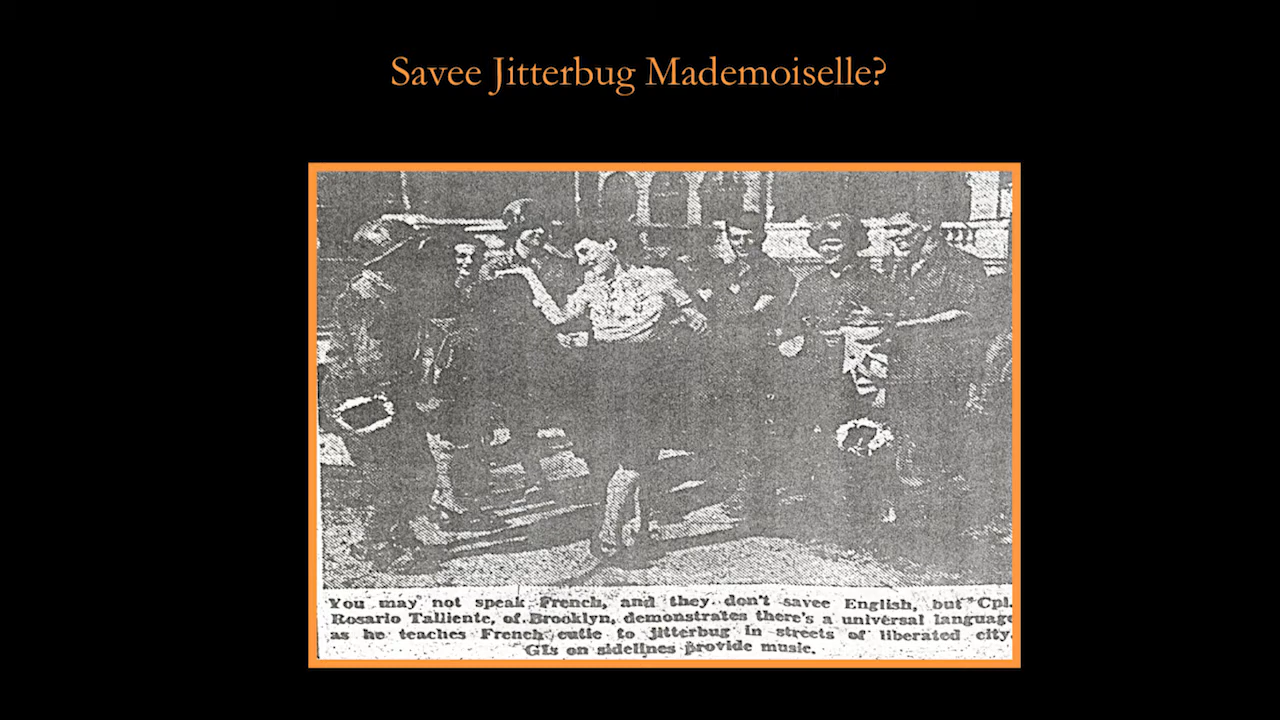 Savee Jitterbug Mademoiselle?
You may not speak French, and they don't savee English, but Cpl.
Rosario Talliente, of Brooklyn, demonstrates there's a universal language
as he teaches French cutie to jitterbug in streets of liberated city.
GIs on sidelines provide music.